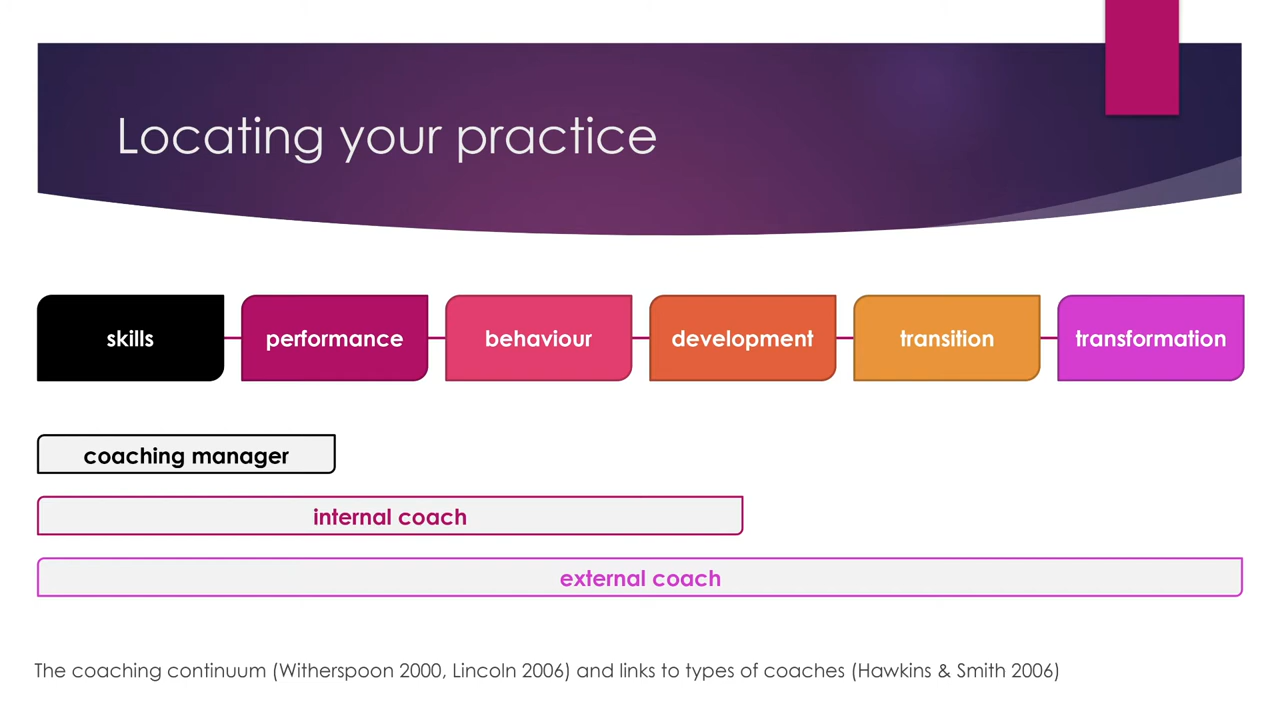 Locating your practice
skills performance behaviour development transition transformation
coaching manager
internal coach
external coach
The coaching continuum (Witherspoon 2000, Lincoln 2006) and links to types of coaches (Hawkins & Smith 2006)